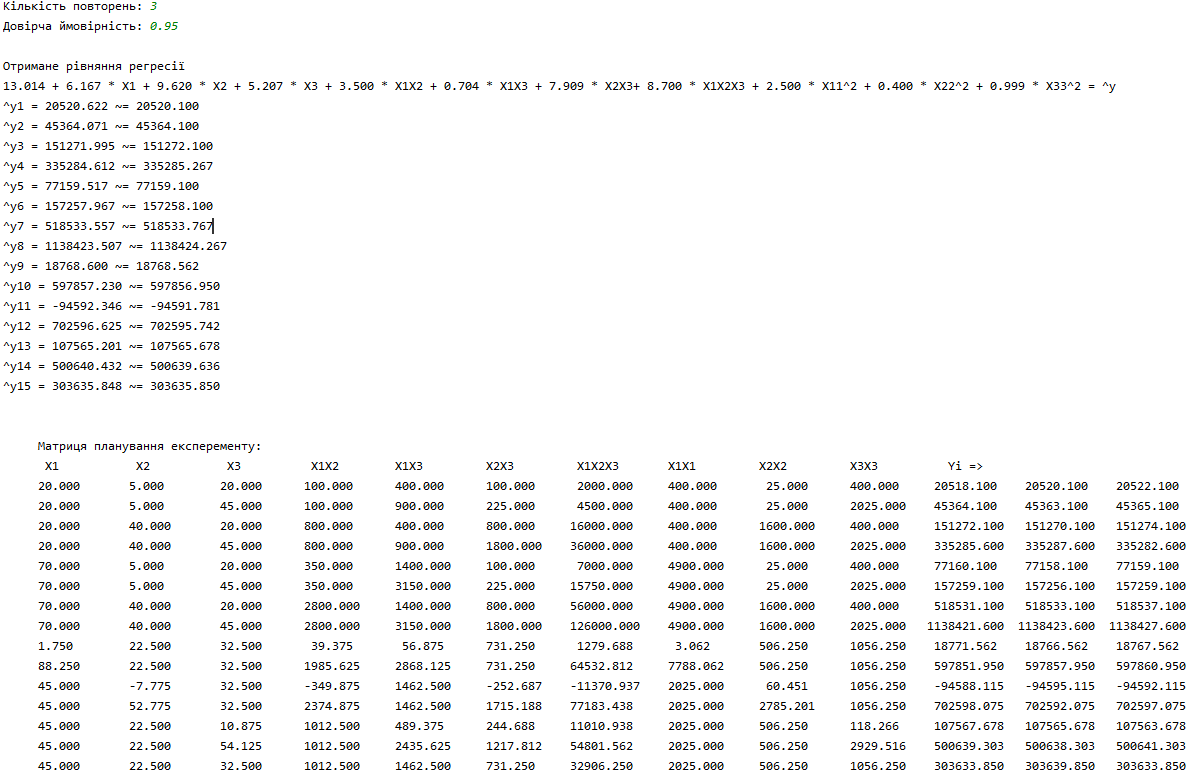 Кількість повторень: 3
Довірча ймовірність: 0.95
Отримане рівняння регресії
13.014 + 6.167 * X1 + 9.620 * X2 + 5.207 * X3 + 3.500 * X1X2 + 0.704 * X1X3 + 7.909 * X2X3+ 8.700 * X1X2X3 + 2.500 * X11^2 + 0.400 * X22^2 + 0.999 * X33^2 = ^y
^y1 = 20520.622 ~= 20520.100
^y2 = 45364.071 ~= 45364.100
^y3 = 151271.995 ~= 151272.100
^y4 = 335284.612 ~= 335285.267
^y5 = 77159.517 ~= 77159.100
^y6 = 157257.967 ~= 157258.100
^y7 = 518533.557 ~= 518533.767
^y8 = 1138423.507 ~= 1138424.267
^y9 = 18768.600 ~= 18768.562
^y10 = 597857.230 ~= 597856.950
^y11 = -94592.346 ~= -94591.781
^y12 = 702596.625 ~= 702595.742
^y13 = 107565.201 ~= 107565.678
^y14 = 500640.432 ~= 500639.636
^y15 = 303635.848 ~= 303635.850
Матриця планування експеременту:
X1 X2 X3 X1X2 X1X3 X2X3 X1X2X3 X1X1 X2X2 X3X3 Yi =>
20.000 5.000 20.000 100.000 400.000 100.000 2000.000 400.000 25.000 400.000 20518.100 20520.100 20522.100
20.000 5.000 45.000 100.000 900.000 225.000 4500.000 400.000 25.000 2025.000 45364.100 45363.100 45365.100
20.000 40.000 20.000 800.000 400.000 800.000 16000.000 400.000 1600.000 400.000 151272.100 151270.100 151274.100
20.000 40.000 45.000 800.000 900.000 1800.000 36000.000 400.000 1600.000 2025.000 335285.600 335287.600 335282.600
70.000 5.000 20.000 350.000 1400.000 100.000 7000.000 4900.000 25.000 400.000 77160.100 77158.100 77159.100
70.000 5.000 45.000 350.000 3150.000 225.000 15750.000 4900.000 25.000 2025.000 157259.100 157256.100 157259.100
70.000 40.000 20.000 2800.000 1400.000 800.000 56000.000 4900.000 1600.000 400.000 518531.100 518533.100 518537.100
70.000 40.000 45.000 2800.000 3150.000 1800.000 126000.000 4900.000 1600.000 2025.000 1138421.600 1138423.600 1138427.600
1.750 22.500 32.500 39.375 56.875 731.250 1279.688 3.062 506.250 1056.250 18771.562 18766.562 18767.562
88.250 22.500 32.500 1985.625 2868.125 731.250 64532.812 7788.062 506.250 1056.250 597851.950 597857.950 597860.950
45.000 -7.775 32.500 -349.875 1462.500 -252.687 -11370.937 2025.000 60.451 1056.250 -94588.115 -94595.115 -94592.115
45.000 52.775 32.500 2374.875 1462.500 1715.188 77183.438 2025.000 2785.201 1056.250 702598.075 702592.075 702597.075
45.000 22.500 10.875 1012.500 489.375 244.688 11010.938 2025.000 506.250 118.266 107567.678 107565.678 107563.678
45.000 22.500 54.125 1012.500 2435.625 1217.812 54801.562 2025.000 506.250 2929.516 500639.303 500638.303 500641.303
45.000 22.500 32.500 1012.500 1462.500 731.250 32906.250 2025.000 506.250 1056.250 303633.850 303639.850 303633.850